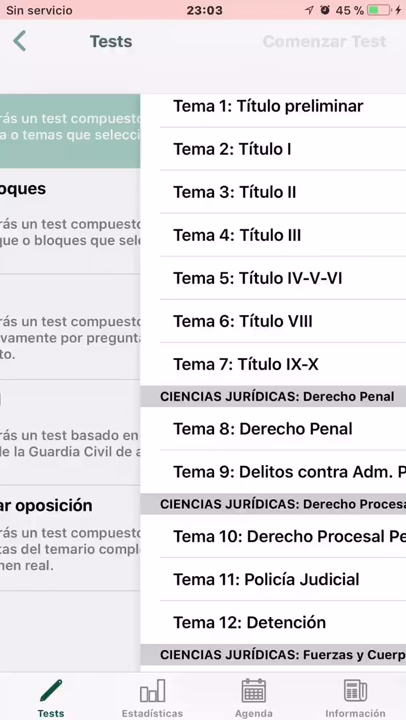 Sin servicio
23:03
45 %
Tests
Comenzar Test
rás un test compuesto
a o temas que selecci
oques
rás un test compuesto
que o bloques que sele
rás un test compuesto
vamente por pregunta
to.
rás un test basado en
de la Guardia Civil de a
ar oposición
rás un test compuesto
tas del temario compl
nen real.
Tema 1: Título preliminar
Tema 2: Título I
Tema 3: Título II
Tema 4: Título III
Tema 5: Título IV-V-VI
Tema 6: Título VIII
Tema 7: Título IX-X
CIENCIAS JURÍDICAS: Derecho Penal
Tema 8: Derecho Penal
Tema 9: Delitos contra Adm. P
CIENCIAS JURÍDICAS: Derecho Procesa
Tema 10: Derecho Procesal Pe
Tema 11: Policía Judicial
Tema 12: Detención
CIENCIAS JURÍDICAS: Fuerzas y Cuerp
Tests
Estadísticas
Agenda
Información